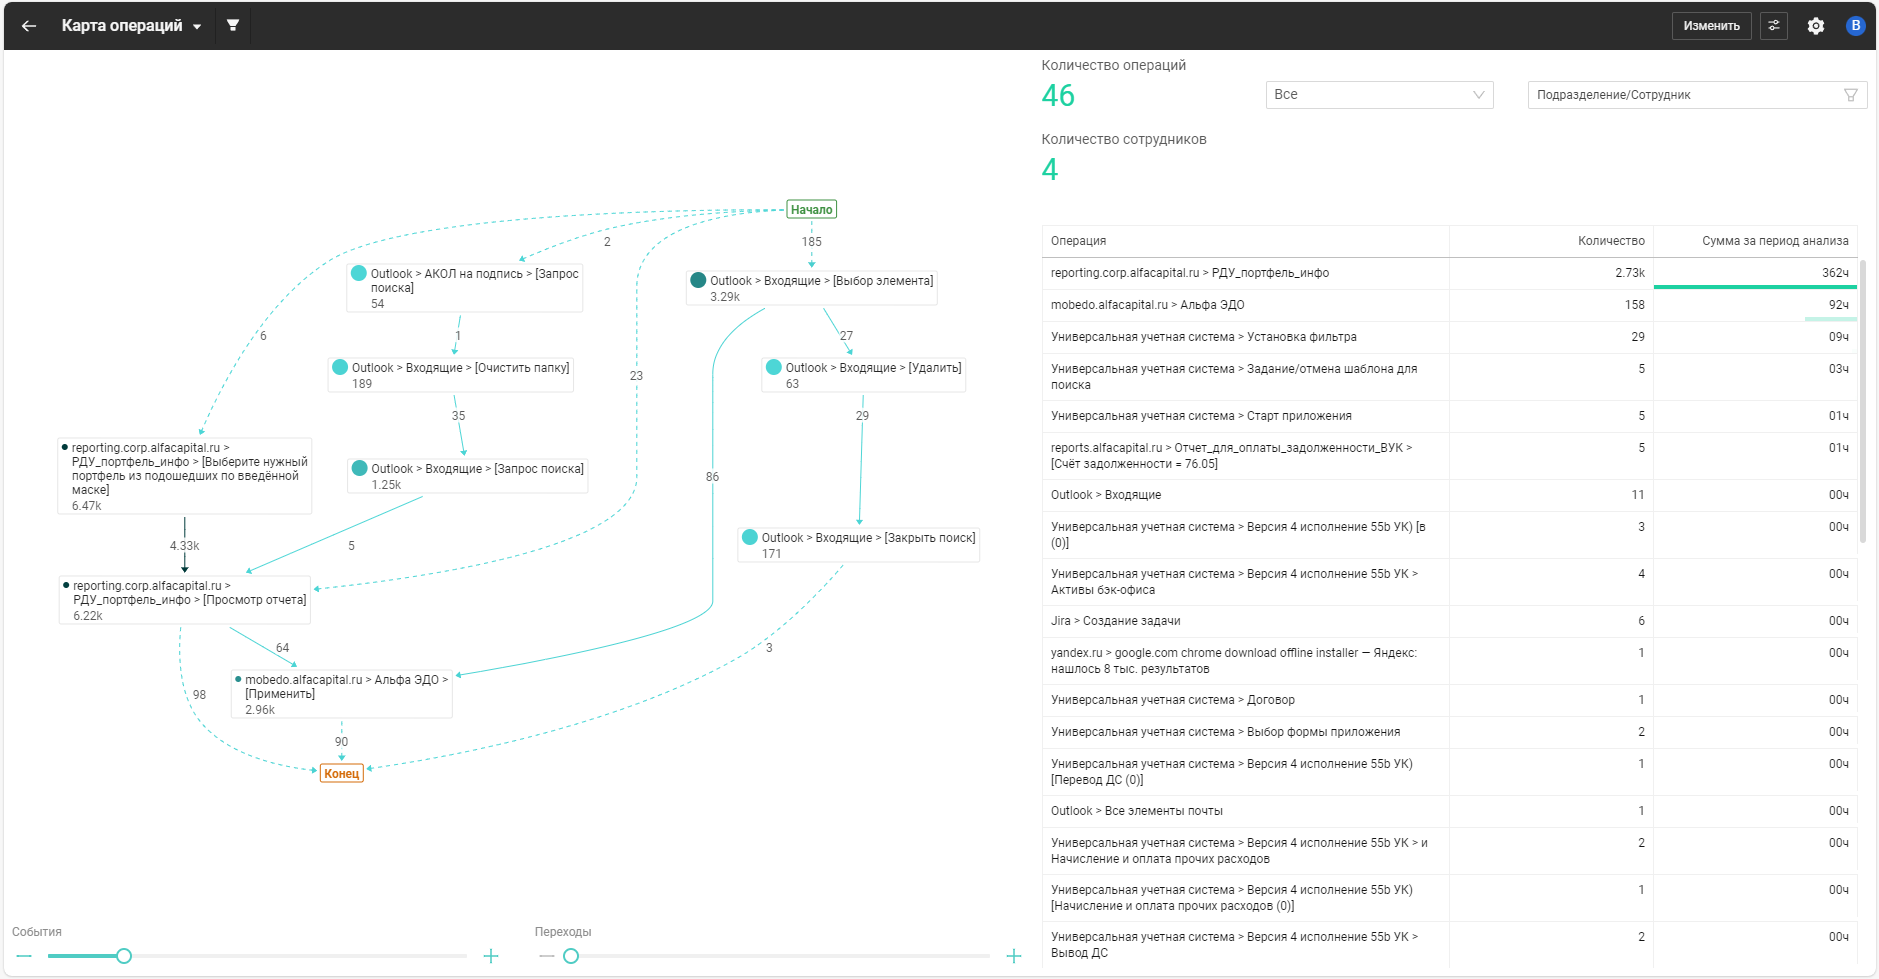 Карта операций
Изменить
B
Количество операций
46
Все
Подразделение/Сотрудник
Количество сотрудников
4
Начало
2
185
Outlook > АКОЛ на подпись > [Запрос
поиска]
54
Outlook > Входящие > [Выбор элемента]
3.29k
6
1
27
23
Outlook > Входящие > [Очистить папку]
189
Outlook > Входящие > [Удалить]
63
35
29
reporting.corp.alfacapital.ru >
РДУ_портфель_инфо > [Выберите нужный
портфель из подошедших по введённой
маске]
6.47k
Outlook > Входящие > [Запрос поиска]
1.25k
86
4.33k
5
Outlook > Входящие > [Закрыть поиск]
171
reporting.corp.alfacapital.ru >
РДУ_портфель_инфо > [Просмотр отчета]
6.22k
64
3
mobedo.alfacapital.ru > Альфа ЭДО >
[Применить]
2.96k
98
90
Конец
События
Переходы
Операция Количество Сумма за период анализа
reporting.corp.alfacapital.ru > РДУ_портфель_инфо 2.73k 362ч
mobedo.alfacapital.ru > Альфа ЭДО 158 92ч
Универсальная учетная система > Установка фильтра 29 09ч
Универсальная учетная система > Задание/отмена шаблона для 5 03ч
поиска
Универсальная учетная система > Старт приложения 5 01ч
reports.alfacapital.ru > Отчет_для_оплаты_задолженности_ВУК > 5 01ч
[Счёт задолженности = 76.05]
Outlook > Входящие 11 00ч
Универсальная учетная система > Версия 4 исполнение 55b УК) [в 3 00ч
(0)]
Универсальная учетная система > Версия 4 исполнение 55b УК > 4 00ч
Активы бэк-офиса
Jira > Создание задачи 6 00ч
yandex.ru > google.com chrome download offline installer — Яндекс: 1 00ч
нашлось 8 тыс. результатов
Универсальная учетная система > Договор 1 00ч
Универсальная учетная система > Выбор формы приложения 2 00ч
Универсальная учетная система > Версия 4 исполнение 55b УК) 1 00ч
[Перевод ДС (0)]
Outlook > Все элементы почты 1 00ч
Универсальная учетная система > Версия 4 исполнение 55b УК > и 2 00ч
Начисление и оплата прочих расходов
Универсальная учетная система > Версия 4 исполнение 55b УК) 1 00ч
[Начисление и оплата прочих расходов (0)]
Универсальная учетная система > Версия 4 исполнение 55b УК > 2 00ч
Вывод ДС